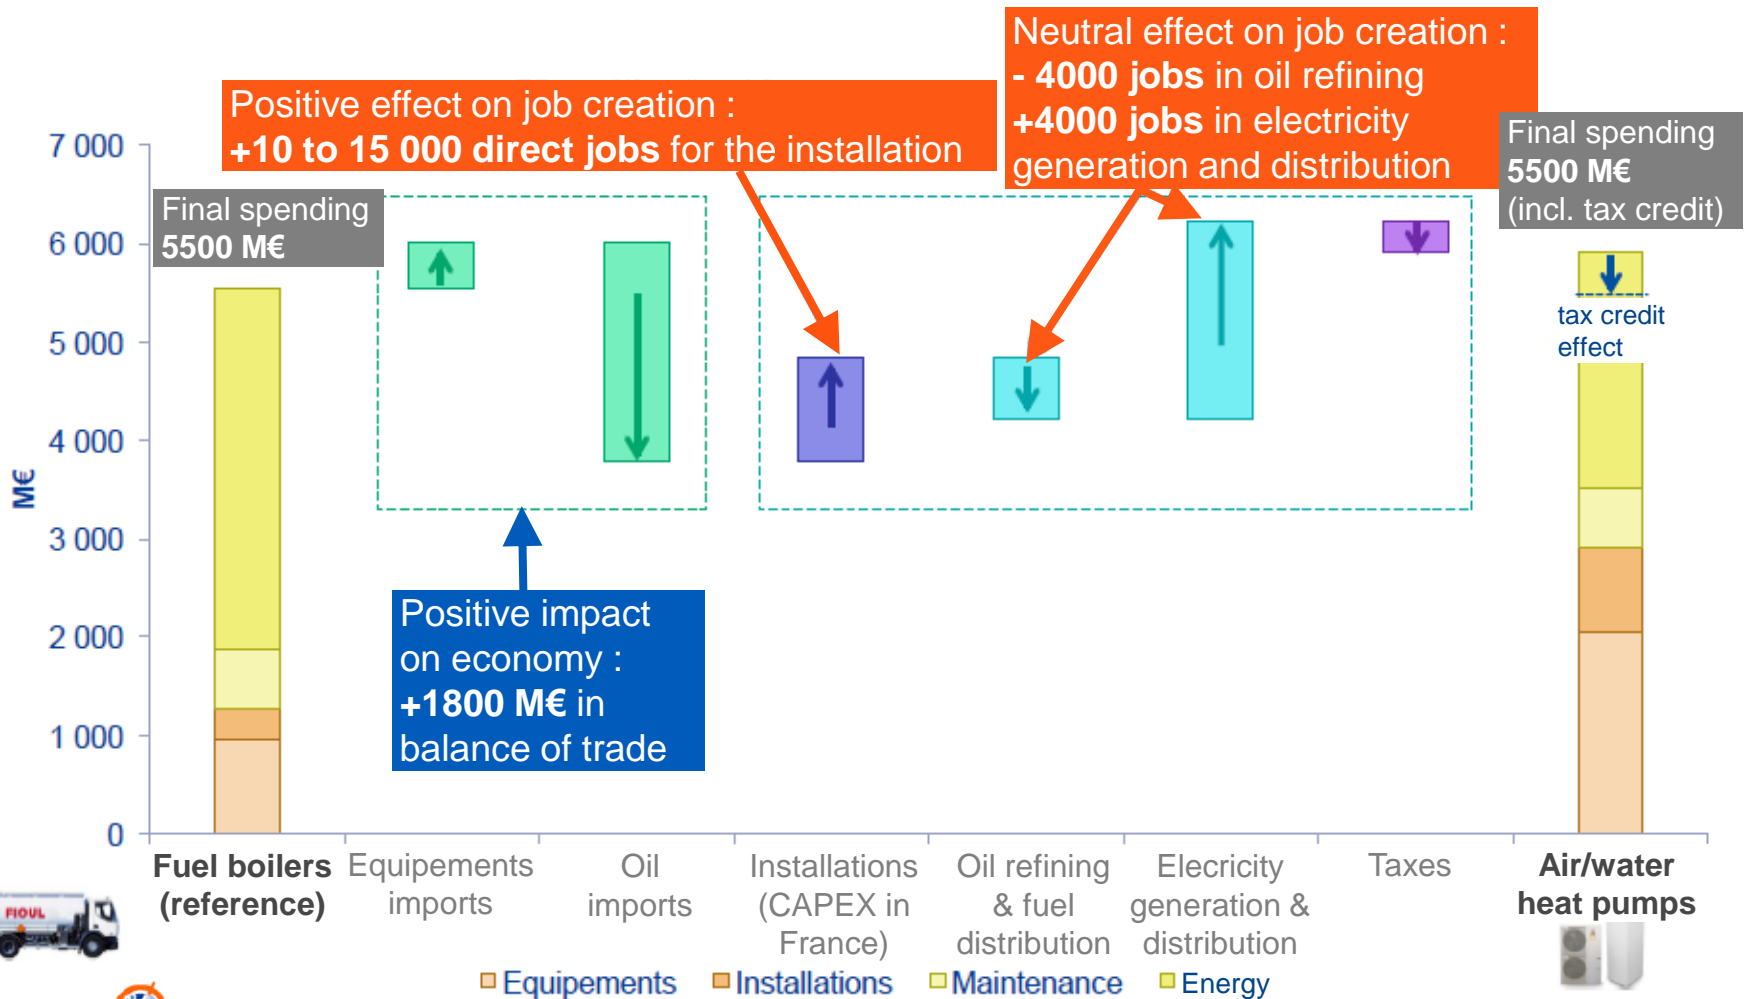 Neutral effect on job creation :
- 4000 jobs in oil refining
+4000 jobs in electricity
generation and distribution
Positive effect on job creation :
+10 to 15 000 direct jobs for the installation
Final spending
5500 M€
(incl. tax credit)
Final spending
5500 M€
7 000
6 000
5 000
4 000
3 000
2 000
1 000
0
M€
tax credit
effect
Positive impact
on economy :
+1800 M€ in
balance of trade
Fuel boilers
(reference)
Equipements
imports
Oil
imports
Installations
(CAPEX in
France)
Oil refining
& fuel
distribution
Elecricity
generation &
distribution
Taxes
Air/water
heat pumps
FIOUL
Equipements
Installations
Maintenance
Energy